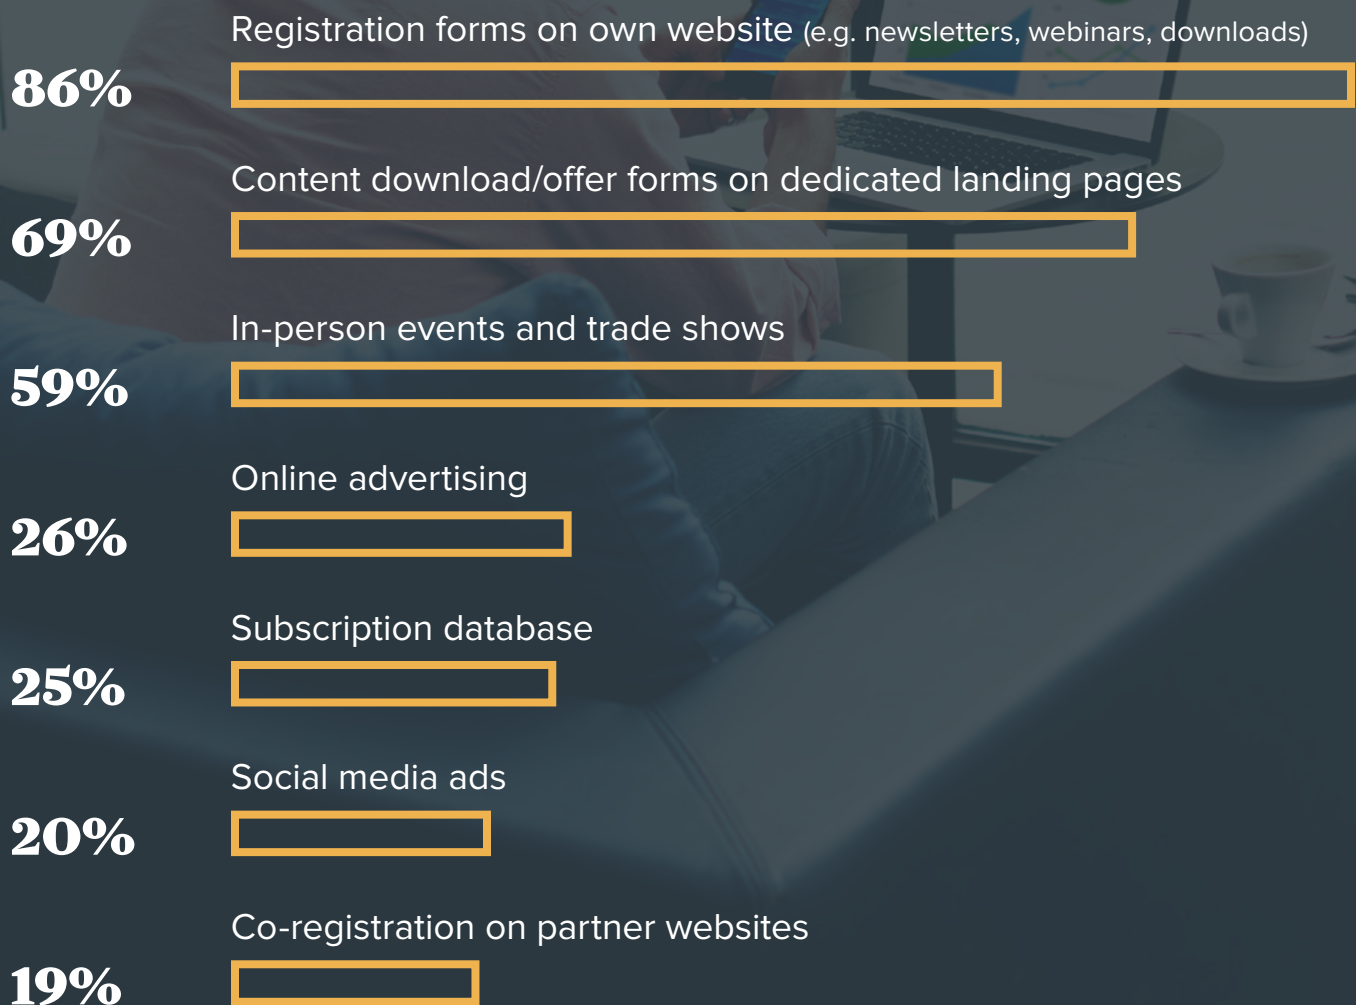 Registration forms on own website (e.g. newsletters, webinars, downloads)
86%
Content download/offer forms on dedicated landing pages
69%
In-person events and trade shows
59%
Online advertising
26%
Subscription database
25%
Social media ads
20%
Co-registration on partner websites
19%